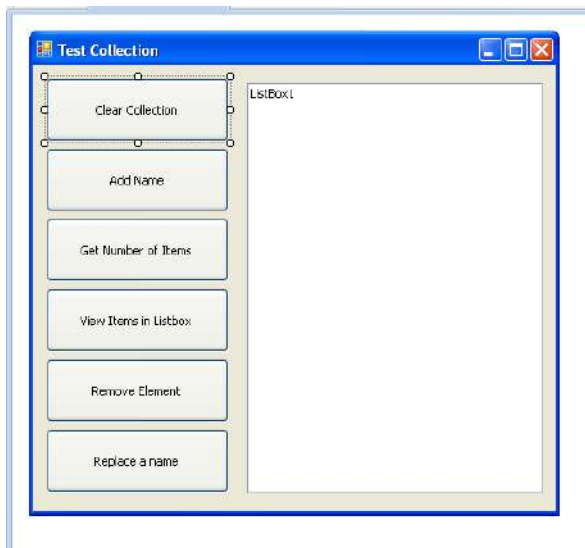 Test Collection
Clear Collection
ListBox1
Add Name
Get Number of Items
View Items in Listbox
Remove Element
Replace a name